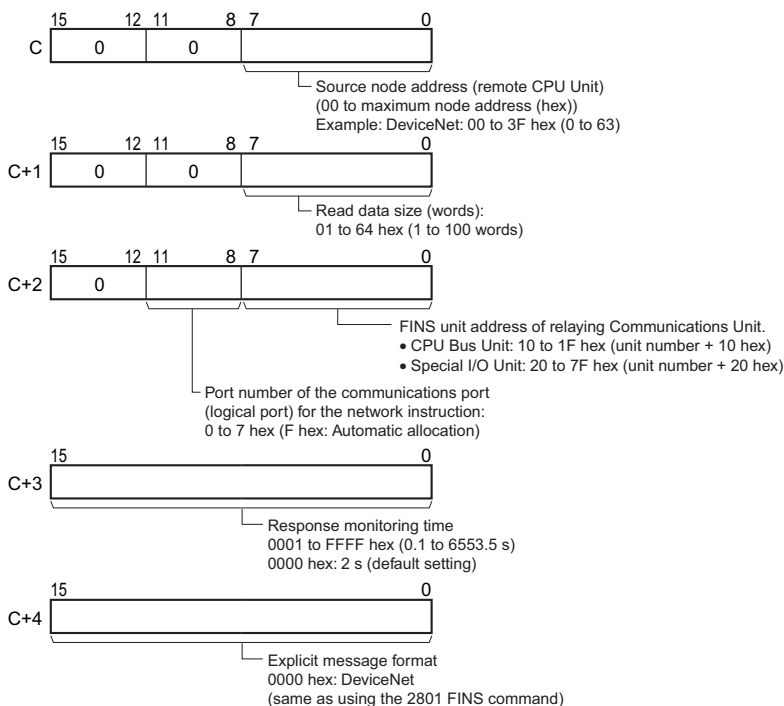 15 12 11 8 7 0
C 0 0
Source node address (remote CPU Unit)
(00 to maximum node address (hex))
Example: DeviceNet: 00 to 3F hex (0 to 63)
15 12 11 8 7 0
C+1 0 0
Read data size (words):
01 to 64 hex (1 to 100 words)
15 12 11 8 7 0
C+2 0
FINS unit address of relaying Communications Unit.
• CPU Bus Unit: 10 to 1F hex (unit number + 10 hex)
• Special I/O Unit: 20 to 7F hex (unit number + 20 hex)
Port number of the communications port
(logical port) for the network instruction:
0 to 7 hex (F hex: Automatic allocation)
15 0
C+3
Response monitoring time
0001 to FFFF hex (0.1 to 6553.5 s)
0000 hex: 2 s (default setting)
15 0
C+4
Explicit message format
0000 hex: DeviceNet
(same as using the 2801 FINS command)